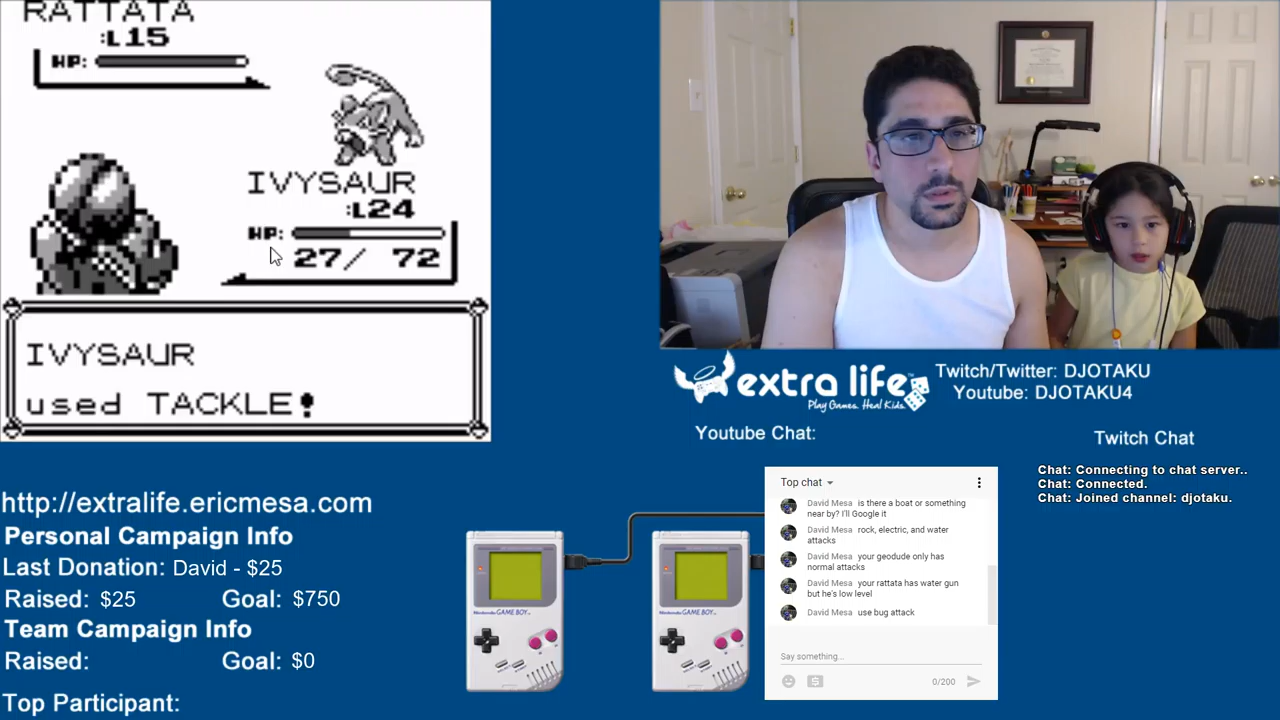 RATTATA
:L15
HP:
IVYSAUR
:L24
HP:
27/ 72
IVYSAUR
used TACKLE!
extra life
Play Games. Heal Kids.
Twitch/Twitter: DJOTAKU
Youtube: DJOTAKU4
Youtube Chat:
Twitch Chat
Chat: Connecting to chat server..
Chat: Connected.
Chat: Joined channel: djotaku.
Top chat
David Mesa is there a boat or something
near by? I'll Google it
David Mesa rock, electric, and water
attacks
David Mesa your geodude only has
normal attacks
David Mesa your rattata has water gun
but he's low level
David Mesa use bug attack
Say something...
0/200
http://extralife.ericmesa.com
Personal Campaign Info
Last Donation: David - $25
Raised: $25 Goal: $750
Team Campaign Info
Raised: Goal: $0
Top Participant:
Nintendo GAME BOY
Nintendo GAME BOY